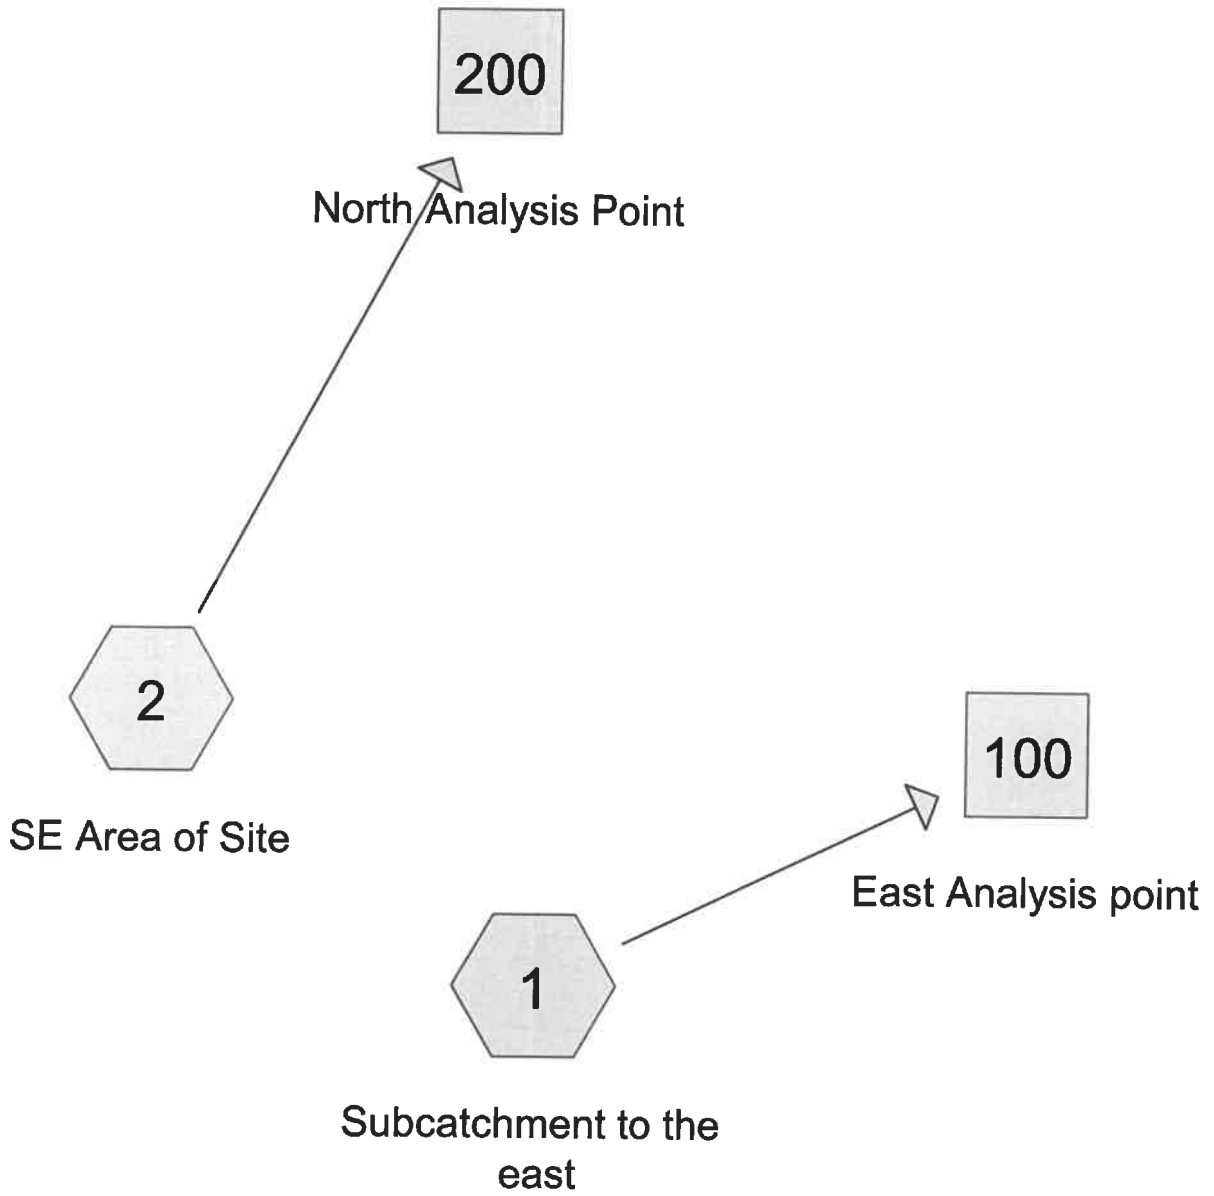 200
North Analysis Point
2
SE Area of Site
100
East Analysis point
1
Subcatchment to the
east